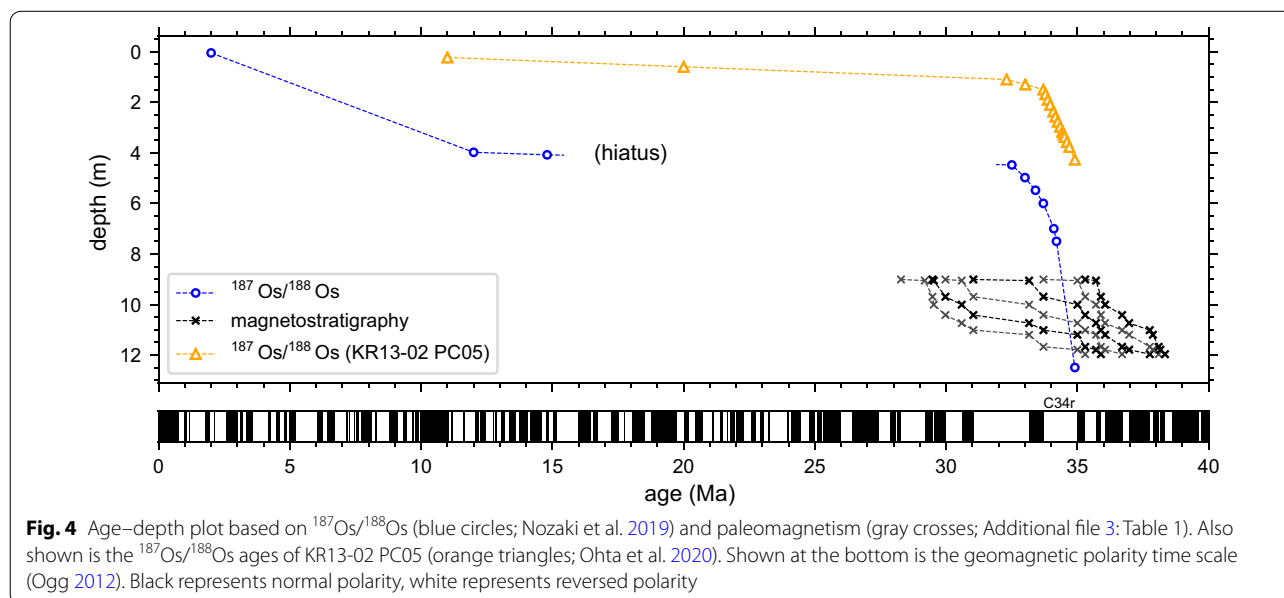 0
2
4
6
8
10
12
depth (m)
(hiatus)
187Os/188Os
magnetostratigraphy
187Os/188Os (KR13-02 PC05)
C34r
0 5 10 15 20 25 30 35 40
age (Ma)
Fig. 4 Age–depth plot based on 187Os/188Os (blue circles; Nozaki et al. 2019) and paleomagnetism (gray crosses; Additional file 3: Table 1). Also
shown is the 187Os/188Os ages of KR13-02 PC05 (orange triangles; Ohta et al. 2020). Shown at the bottom is the geomagnetic polarity time scale
(Ogg 2012). Black represents normal polarity, white represents reversed polarity